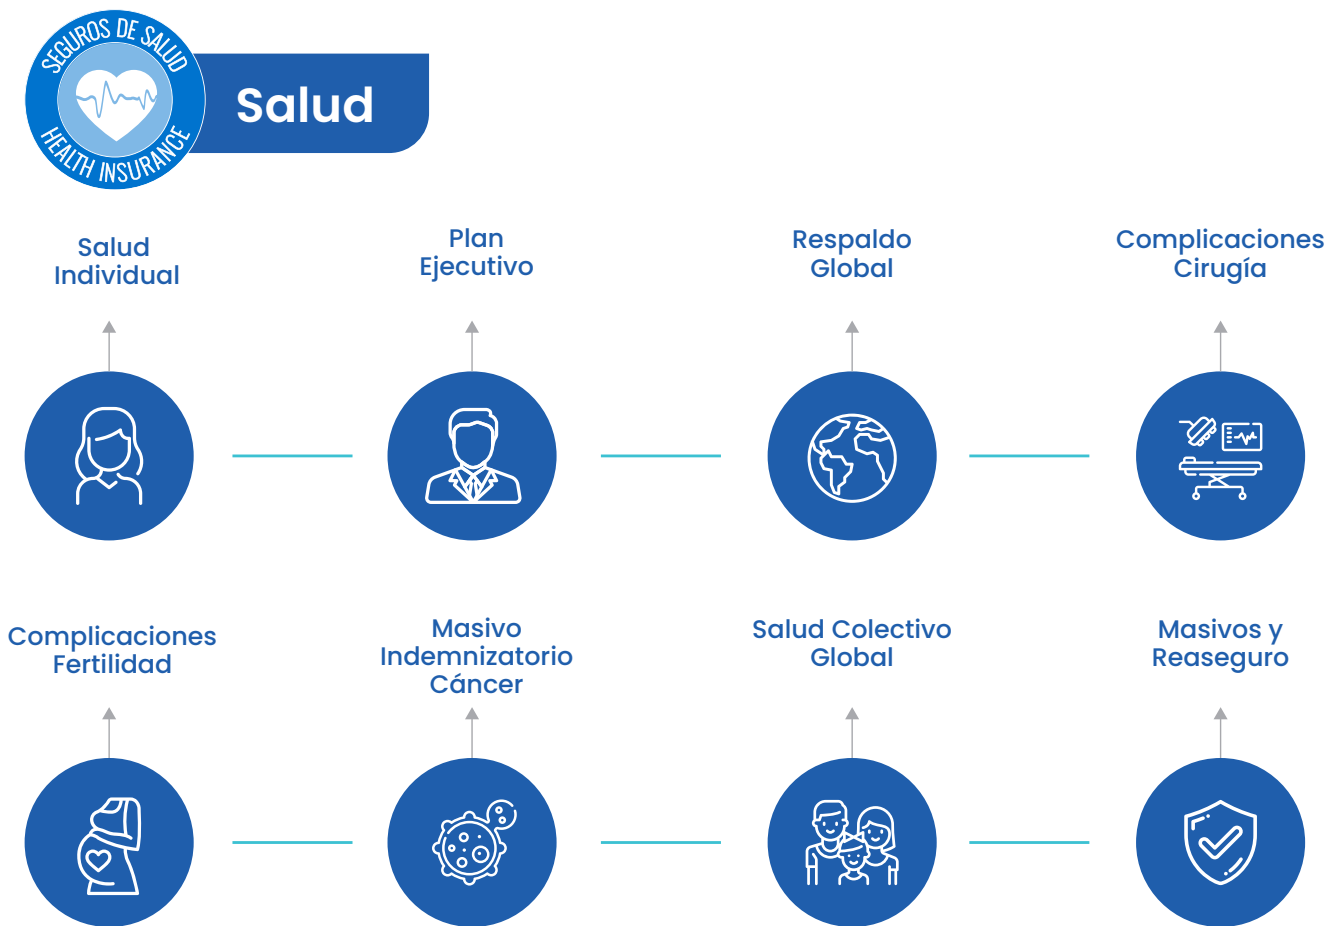 SEGUROS DE SALUD
HEALTH INSURANCE
Salud
Salud
Individual
Plan
Ejecutivo
Respaldo
Global
Complicaciones
Cirugía
Complicaciones
Fertilidad
Masivo
Indemnizatorio
Cáncer
Salud Colectivo
Global
Masivos y
Reaseguro